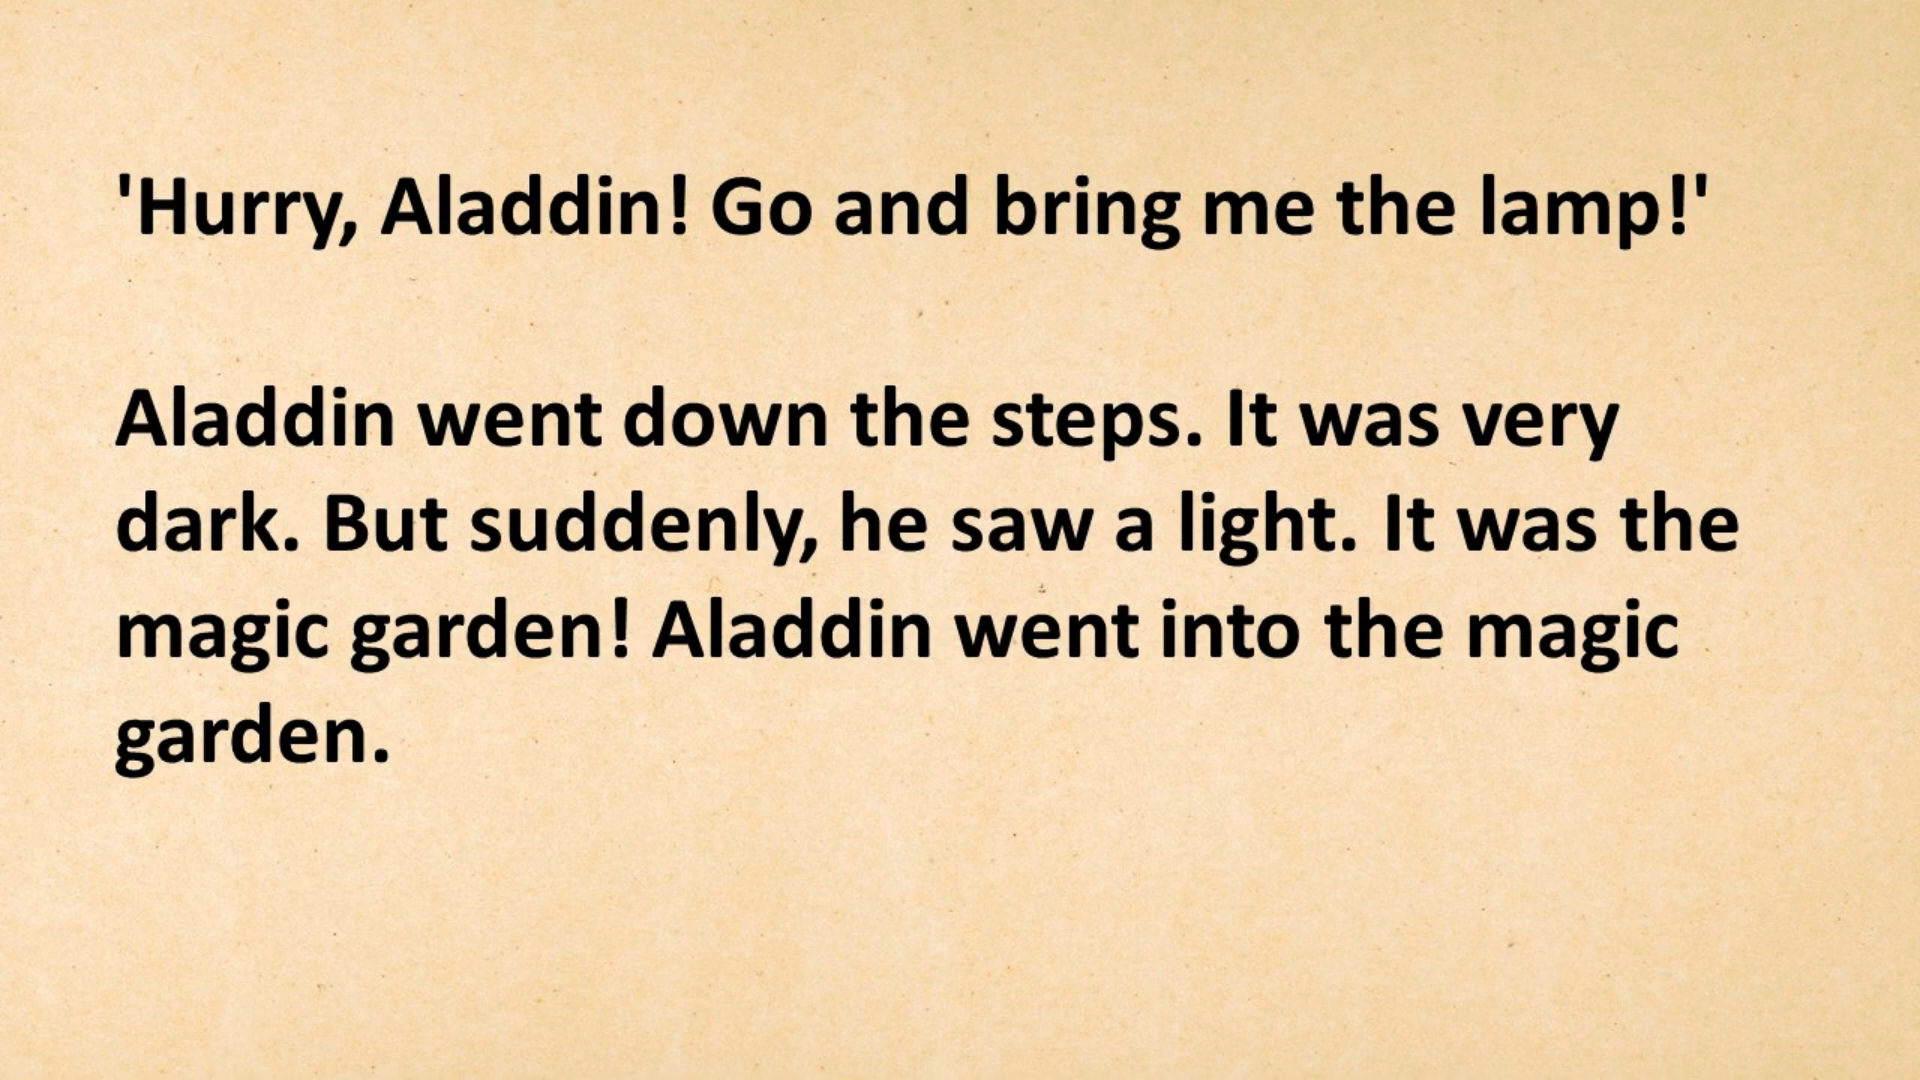 'Hurry, Aladdin! Go and bring me the lamp!'
Aladdin went down the steps. It was very
dark. But suddenly, he saw a light. It was the
magic garden! Aladdin went into the magic
garden.